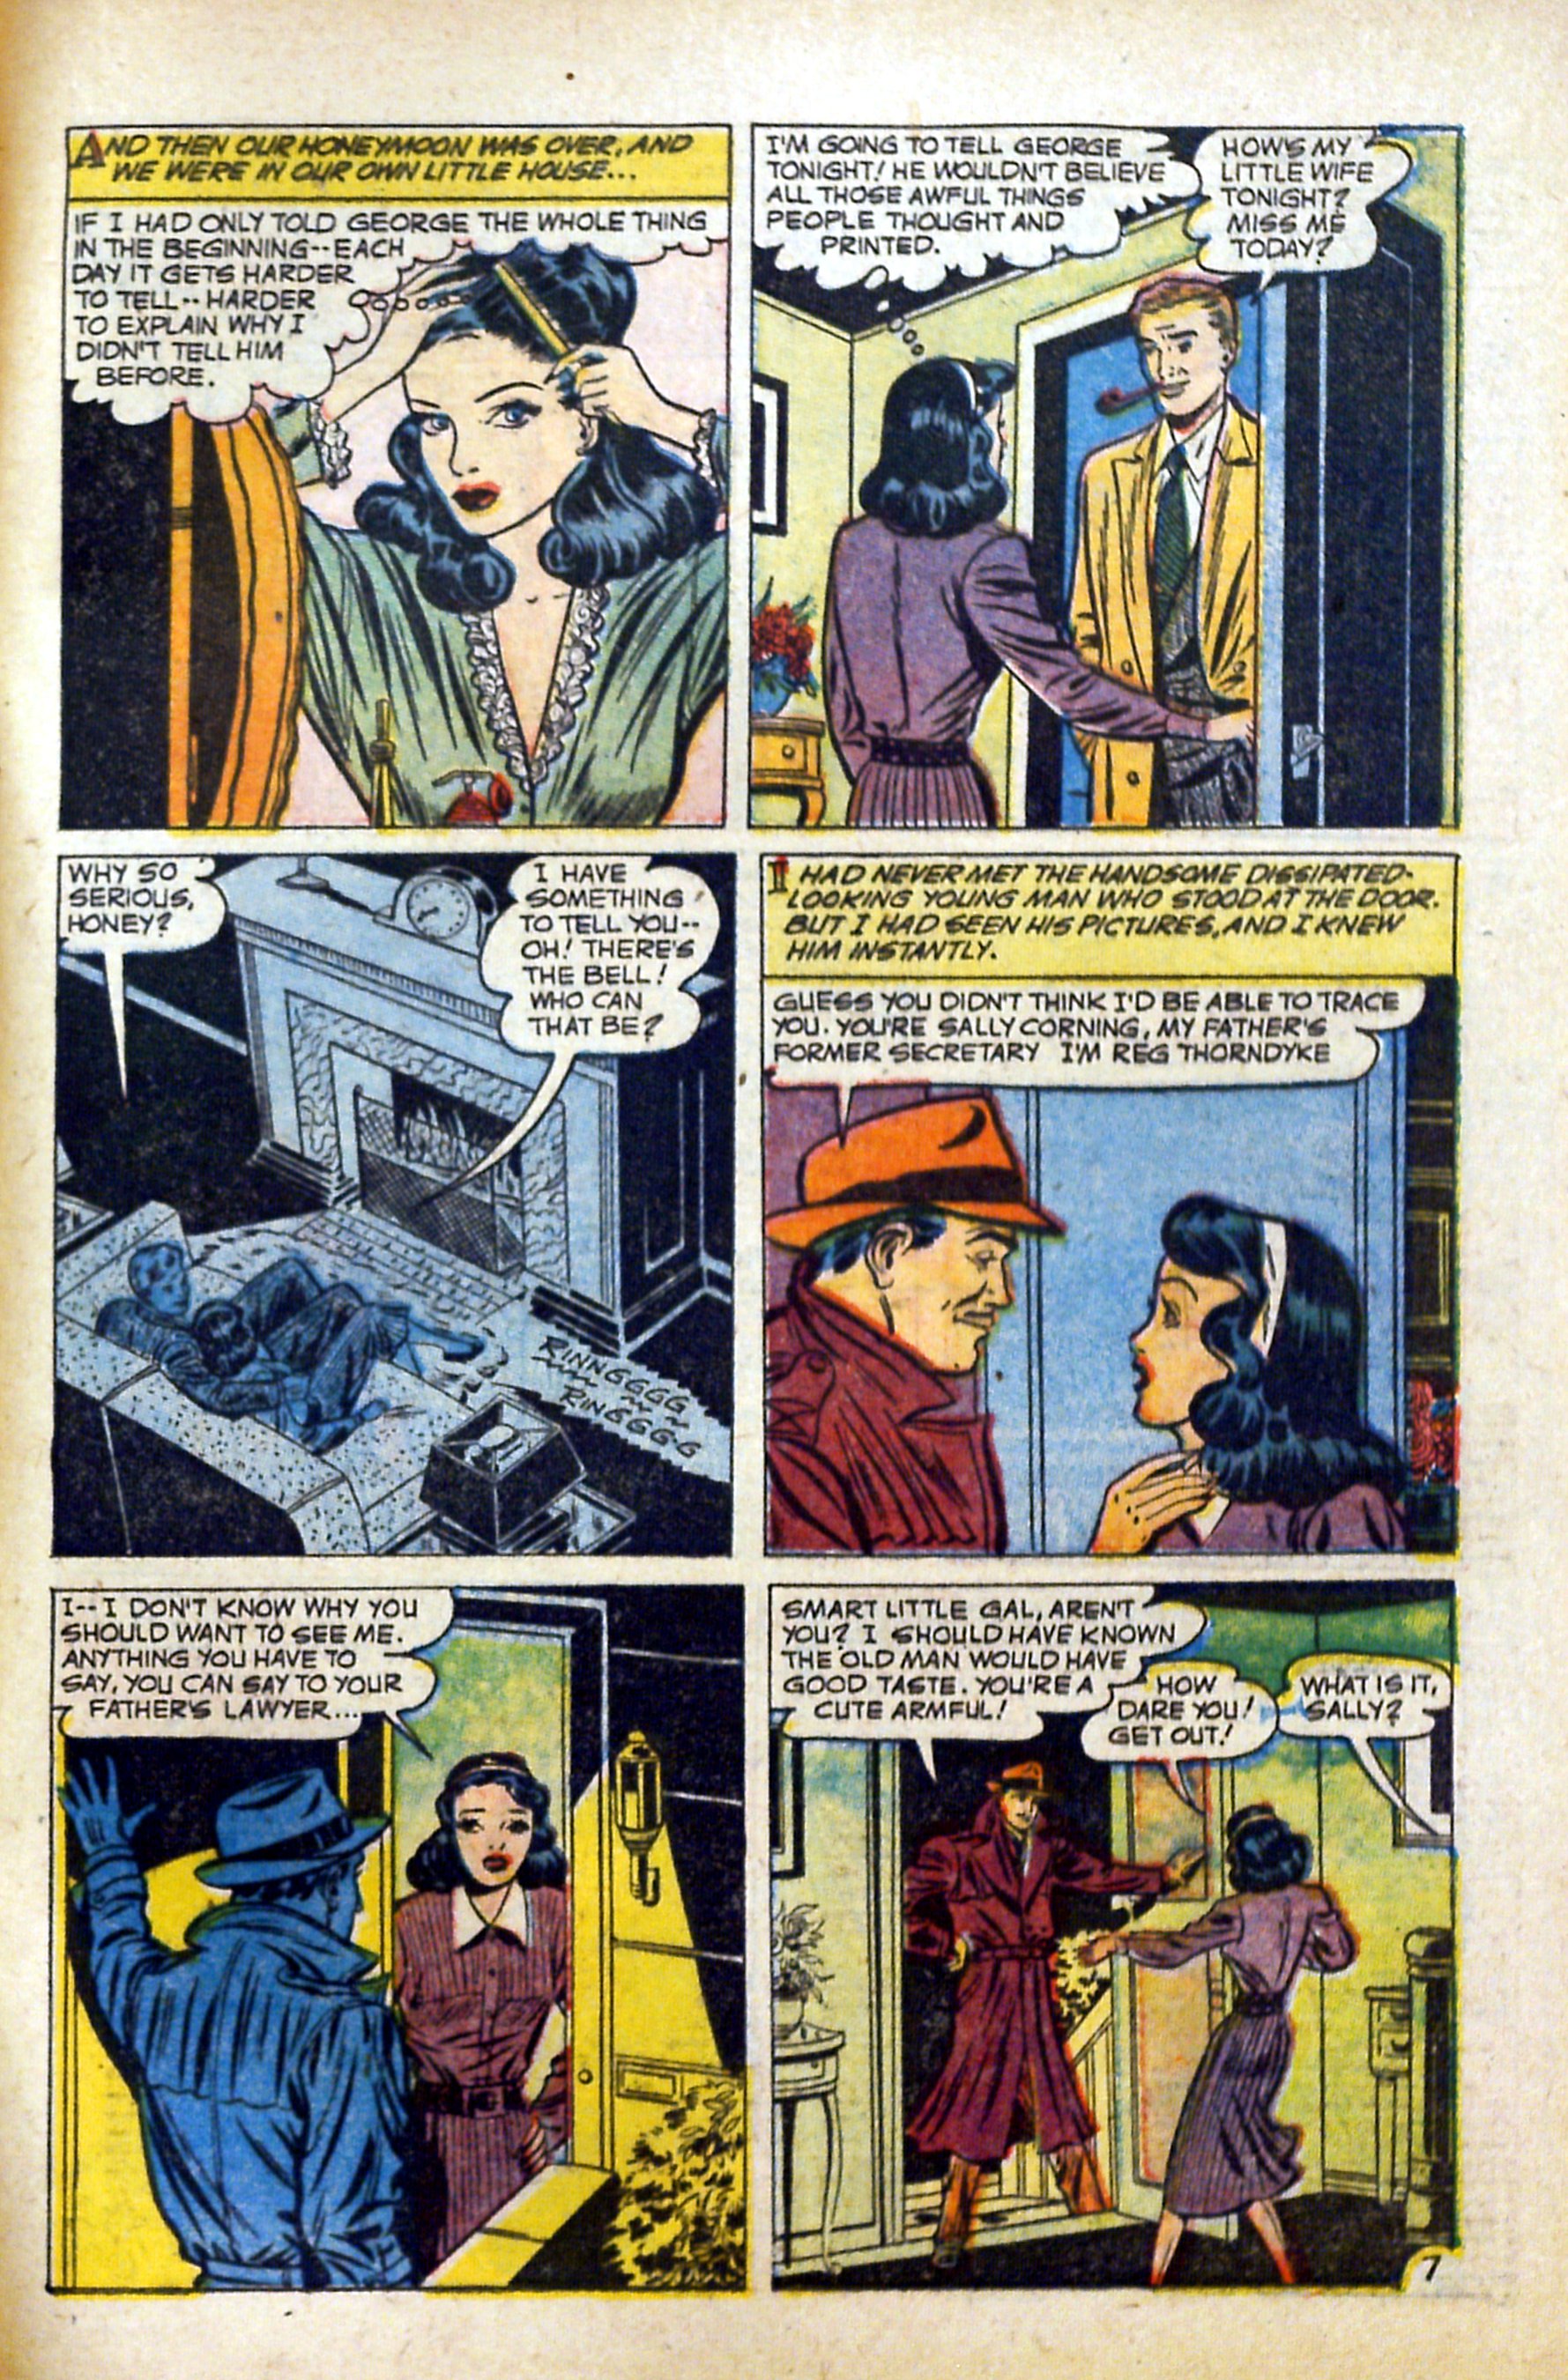 AND THEN OUR HONEYMOON WAS OVER, AND
WE WERE IN OUR OWN LITTLE HOUSE...
IF I HAD ONLY TOLD GEORGE THE WHOLE THING
IN THE BEGINNING--EACH
DAY IT GETS HARDER
TO TELL--HARDER
TO EXPLAIN WHY I
DIDN'T TELL HIM
BEFORE.
I'M GOING TO TELL GEORGE
TONIGHT! HE WOULDN'T BELIEVE
ALL THOSE AWFUL THINGS
PEOPLE THOUGHT AND
PRINTED.
HOW'S MY
LITTLE WIFE
TONIGHT?
MISS ME
TODAY?
WHY SO
SERIOUS,
HONEY?
I HAVE
SOMETHING
TO TELL YOU--
OH! THERE'S
THE BELL!
WHO CAN
THAT BE?
RINNGGGG
RINGGGG
I HAD NEVER MET THE HANDSOME DISSIPATED-
LOOKING YOUNG MAN WHO STOOD AT THE DOOR.
BUT I HAD SEEN HIS PICTURES, AND I KNEW
HIM INSTANTLY.
GUESS YOU DIDN'T THINK I'D BE ABLE TO TRACE
YOU. YOU'RE SALLY CORNING, MY FATHER'S
FORMER SECRETARY I'M REG THORNDYKE
I--I DON'T KNOW WHY YOU
SHOULD WANT TO SEE ME.
ANYTHING YOU HAVE TO
SAY, YOU CAN SAY TO YOUR
FATHER'S LAWYER...
SMART LITTLE GAL, AREN'T
YOU? I SHOULD HAVE KNOWN
THE OLD MAN WOULD HAVE
GOOD TASTE. YOU'RE A
CUTE ARMFUL!
HOW
DARE YOU!
GET OUT!
WHAT IS IT,
SALLY?
7